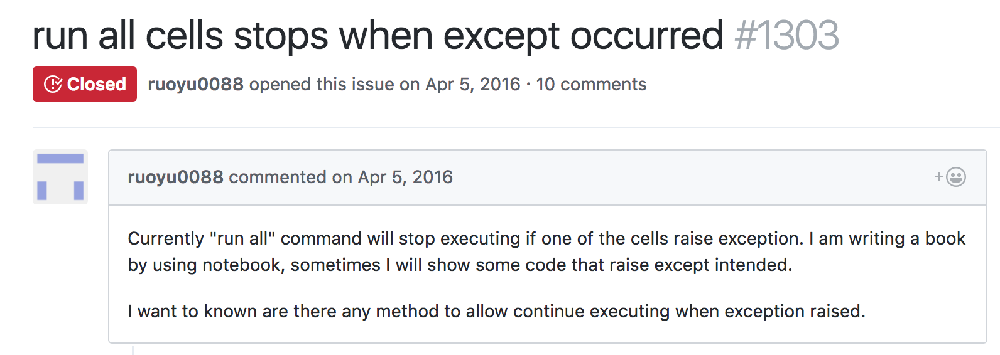 run all cells stops when except occurred #1303
Closed ruoyu0088 opened this issue on Apr 5, 2016 · 10 comments
ruoyu0088 commented on Apr 5, 2016
Currently "run all" command will stop executing if one of the cells raise exception. I am writing a book
by using notebook, sometimes I will show some code that raise except intended.
I want to known are there any method to allow continue executing when exception raised.